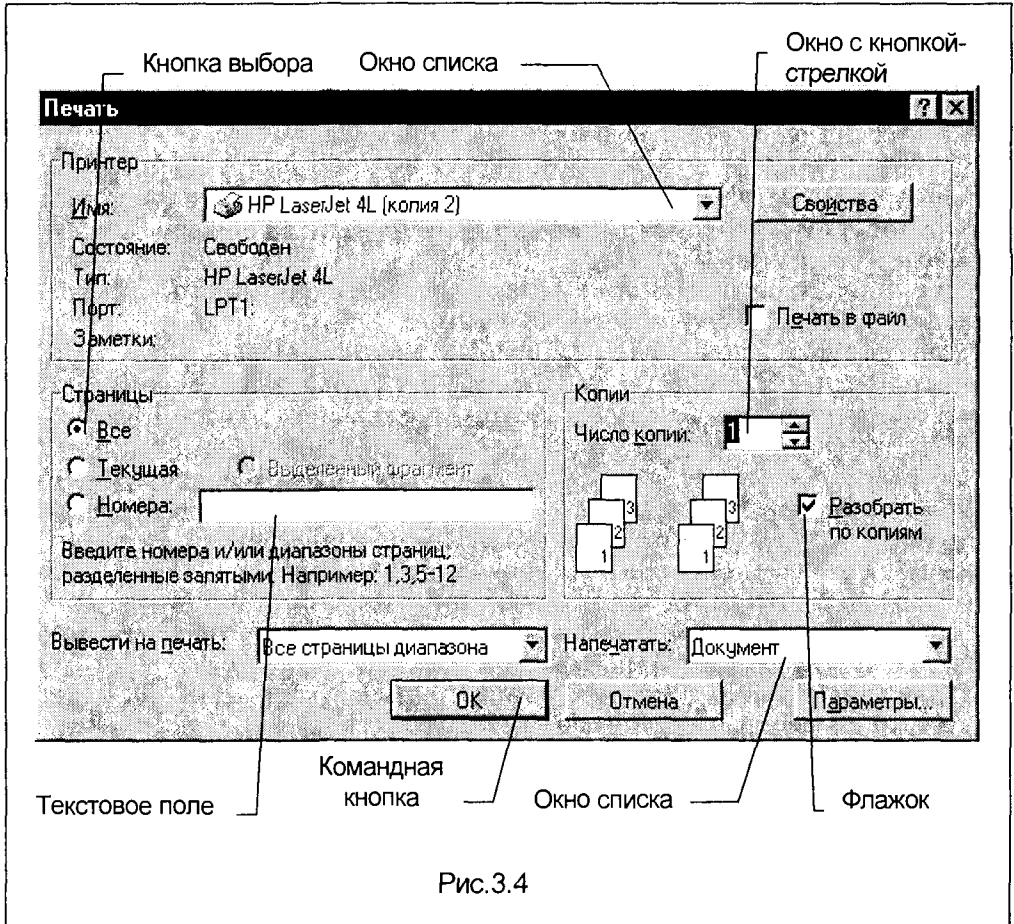 Окно с кнопкой-
стрелкой
Кнопка выбора
Окно списка
Печать
Принтер
Имя:
HP LaserJet 4L (копия 2)
Свойства
Состояние: Свободен
Тип: HP LaserJet 4L
Порт: LPT1:
Заметки:
Печать в файл
Страницы
Все
Текущая
Выделенный фрагмент
Номера:
Введите номера и/или диапазоны страниц,
разделенные запятыми. Например: 1,3,5-12
Копии
Число копии:
1
3
2
1
3
2
1
Разобрать
по копиям
Вывести на печать:
Все страницы диапазона
Напечатать:
Документ
OK
Отмена
Параметры...
Текстовое поле
Командная
кнопка
Окно списка
Флажок
Рис.3.4